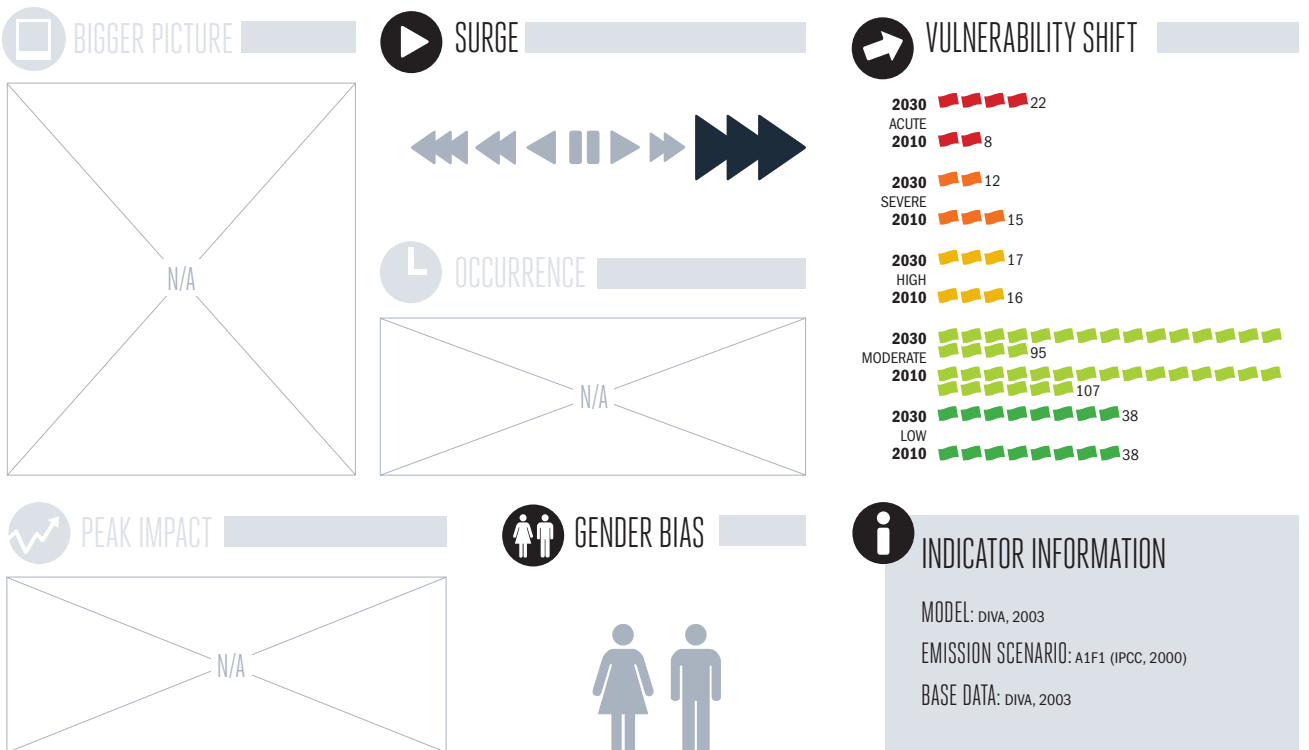 BIGGER PICTURE
N/A
SURGE
OCCURRENCE
N/A
VULNERABILITY SHIFT
2030 22
ACUTE
2010 8
2030 12
SEVERE
2010 15
2030 17
HIGH
2010 16
2030
MODERATE 95
2010
107
2030 38
LOW
2010 38
PEAK IMPACT
N/A
GENDER BIAS
INDICATOR INFORMATION
MODEL: DIVA, 2003
EMISSION SCENARIO: A1F1 (IPCC, 2000)
BASE DATA: DIVA, 2003